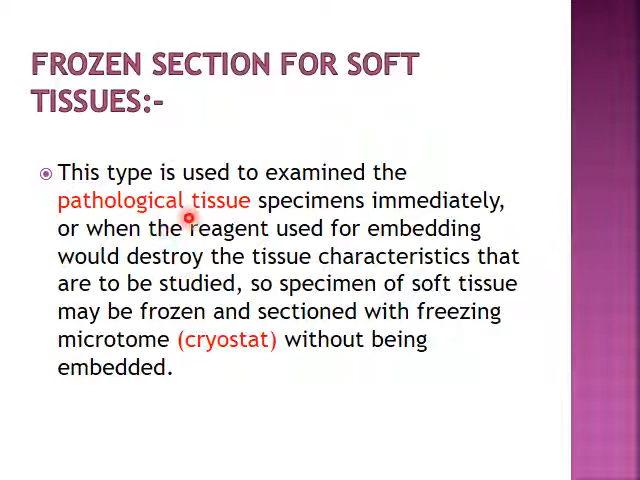 FROZEN SECTION FOR SOFT
TISSUES:-
This type is used to examined the
pathological tissue specimens immediately,
or when the reagent used for embedding
would destroy the tissue characteristics that
are to be studied, so specimen of soft tissue
may be frozen and sectioned with freezing
microtome (cryostat) without being
embedded.